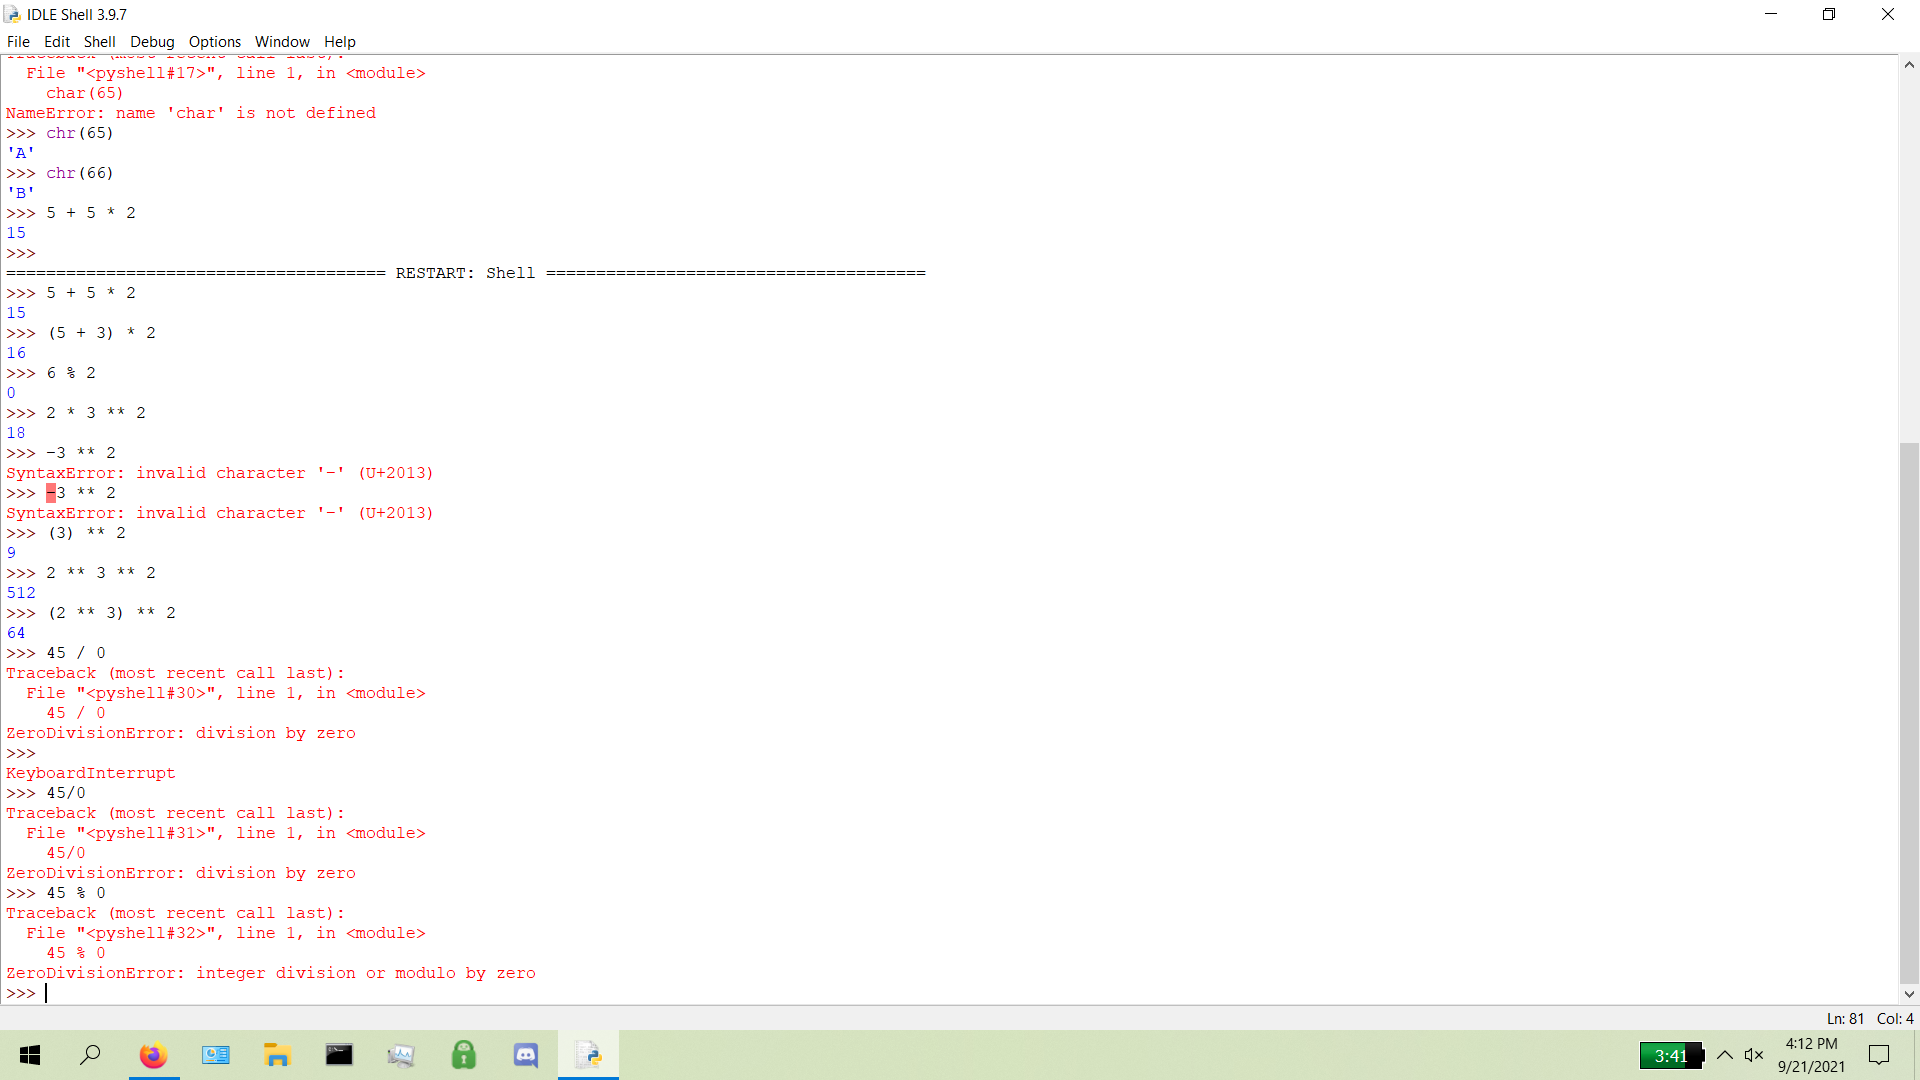 IDLE Shell 3.9.7
File Edit Shell Debug Options Window Help
Traceback (most recent call last):
  File "<pyshell#17>", line 1, in <module>
    char(65)
NameError: name 'char' is not defined
>>> chr(65)
'A'
>>> chr(66)
'B'
>>> 5 + 5 * 2
15
>>>
====================================== RESTART: Shell ======================================
>>> 5 + 5 * 2
15
>>> (5 + 3) * 2
16
>>> 6 % 2
0
>>> 2 * 3 ** 2
18
>>> –3 ** 2
SyntaxError: invalid character '–' (U+2013)
>>> –3 ** 2
SyntaxError: invalid character '–' (U+2013)
>>> (3) ** 2
9
>>> 2 ** 3 ** 2
512
>>> (2 ** 3) ** 2
64
>>> 45 / 0
Traceback (most recent call last):
  File "<pyshell#30>", line 1, in <module>
    45 / 0
ZeroDivisionError: division by zero
>>>
KeyboardInterrupt
>>> 45/0
Traceback (most recent call last):
  File "<pyshell#31>", line 1, in <module>
    45/0
ZeroDivisionError: division by zero
>>> 45 % 0
Traceback (most recent call last):
  File "<pyshell#32>", line 1, in <module>
    45 % 0
ZeroDivisionError: integer division or modulo by zero
>>>
Ln: 81 Col: 4
3:41
4:12 PM
9/21/2021